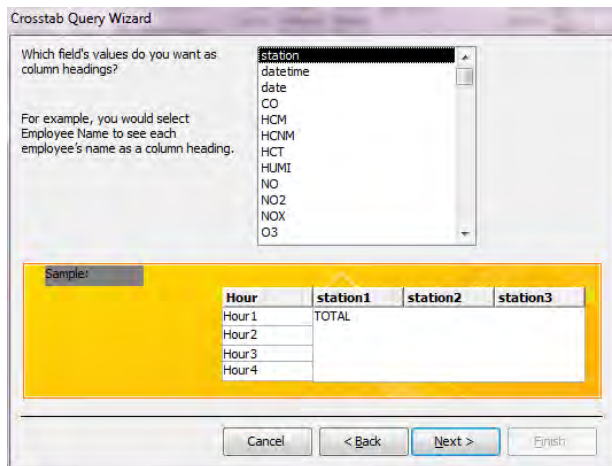 Crosstab Query Wizard
Which field's values do you want as
column headings?
For example, you would select
Employee Name to see each
employee's name as a column heading.
station
datetime
date
CO
HCM
HCNM
HCT
HUMI
NO
NO2
NOX
O3
Sample:
Hour station1 station2 station3
Hour1 TOTAL
Hour2
Hour3
Hour4
Cancel < Back Next > Finish